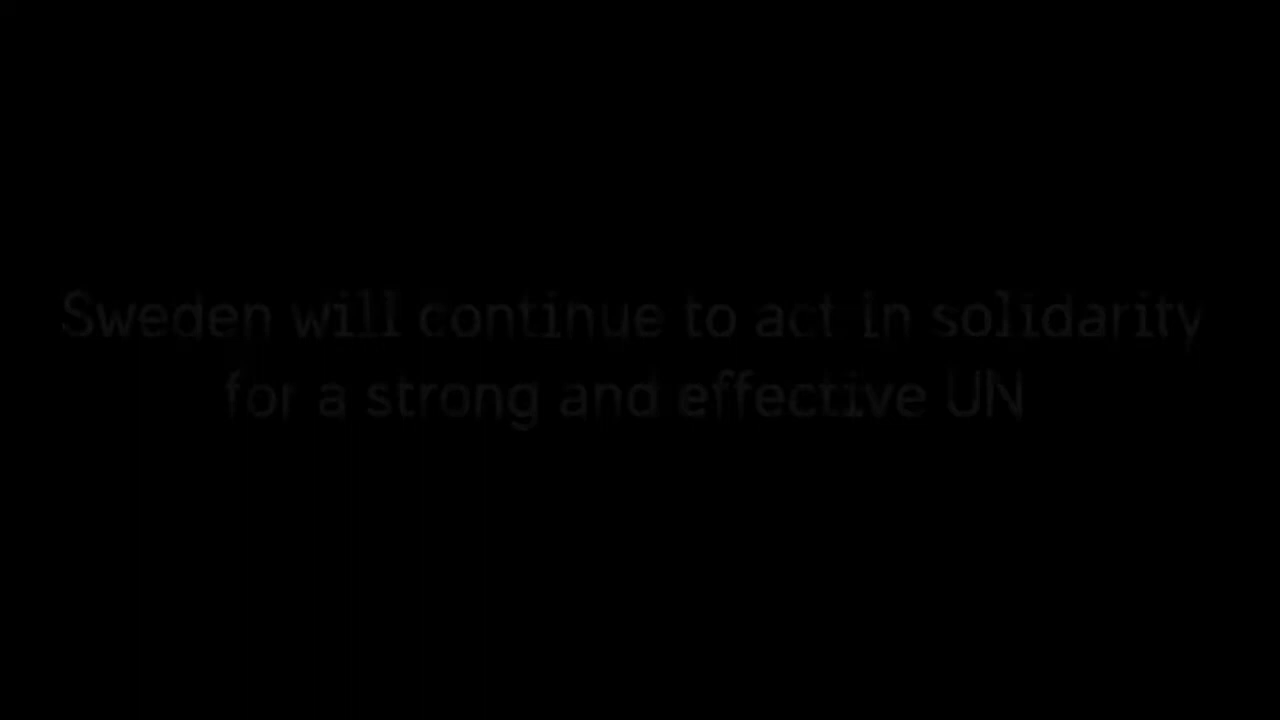 Sweden will continue to act in solidarity
for a strong and effective UN